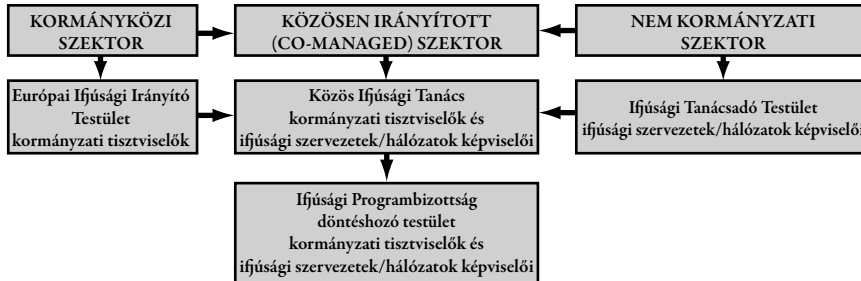 KORMÁNYKÖZI
SZEKTOR
KÖZÖSEN IRÁNYÍTOTT
(CO-MANAGED) SZEKTOR
NEM KORMÁNYZATI
SZEKTOR
Európai Ifjúsági Irányító
Testület
kormányzati tisztviselők
Közös Ifjúsági Tanács
kormányzati tisztviselők és
ifjúsági szervezetek/hálózatok képviselői
Ifjúsági Tanácsadó Testület
ifjúsági szervezetek/hálózatok képviselői
Ifjúsági Programbizottság
döntéshozó testület
kormányzati tisztviselők és
ifjúsági szervezetek/hálózatok képviselői